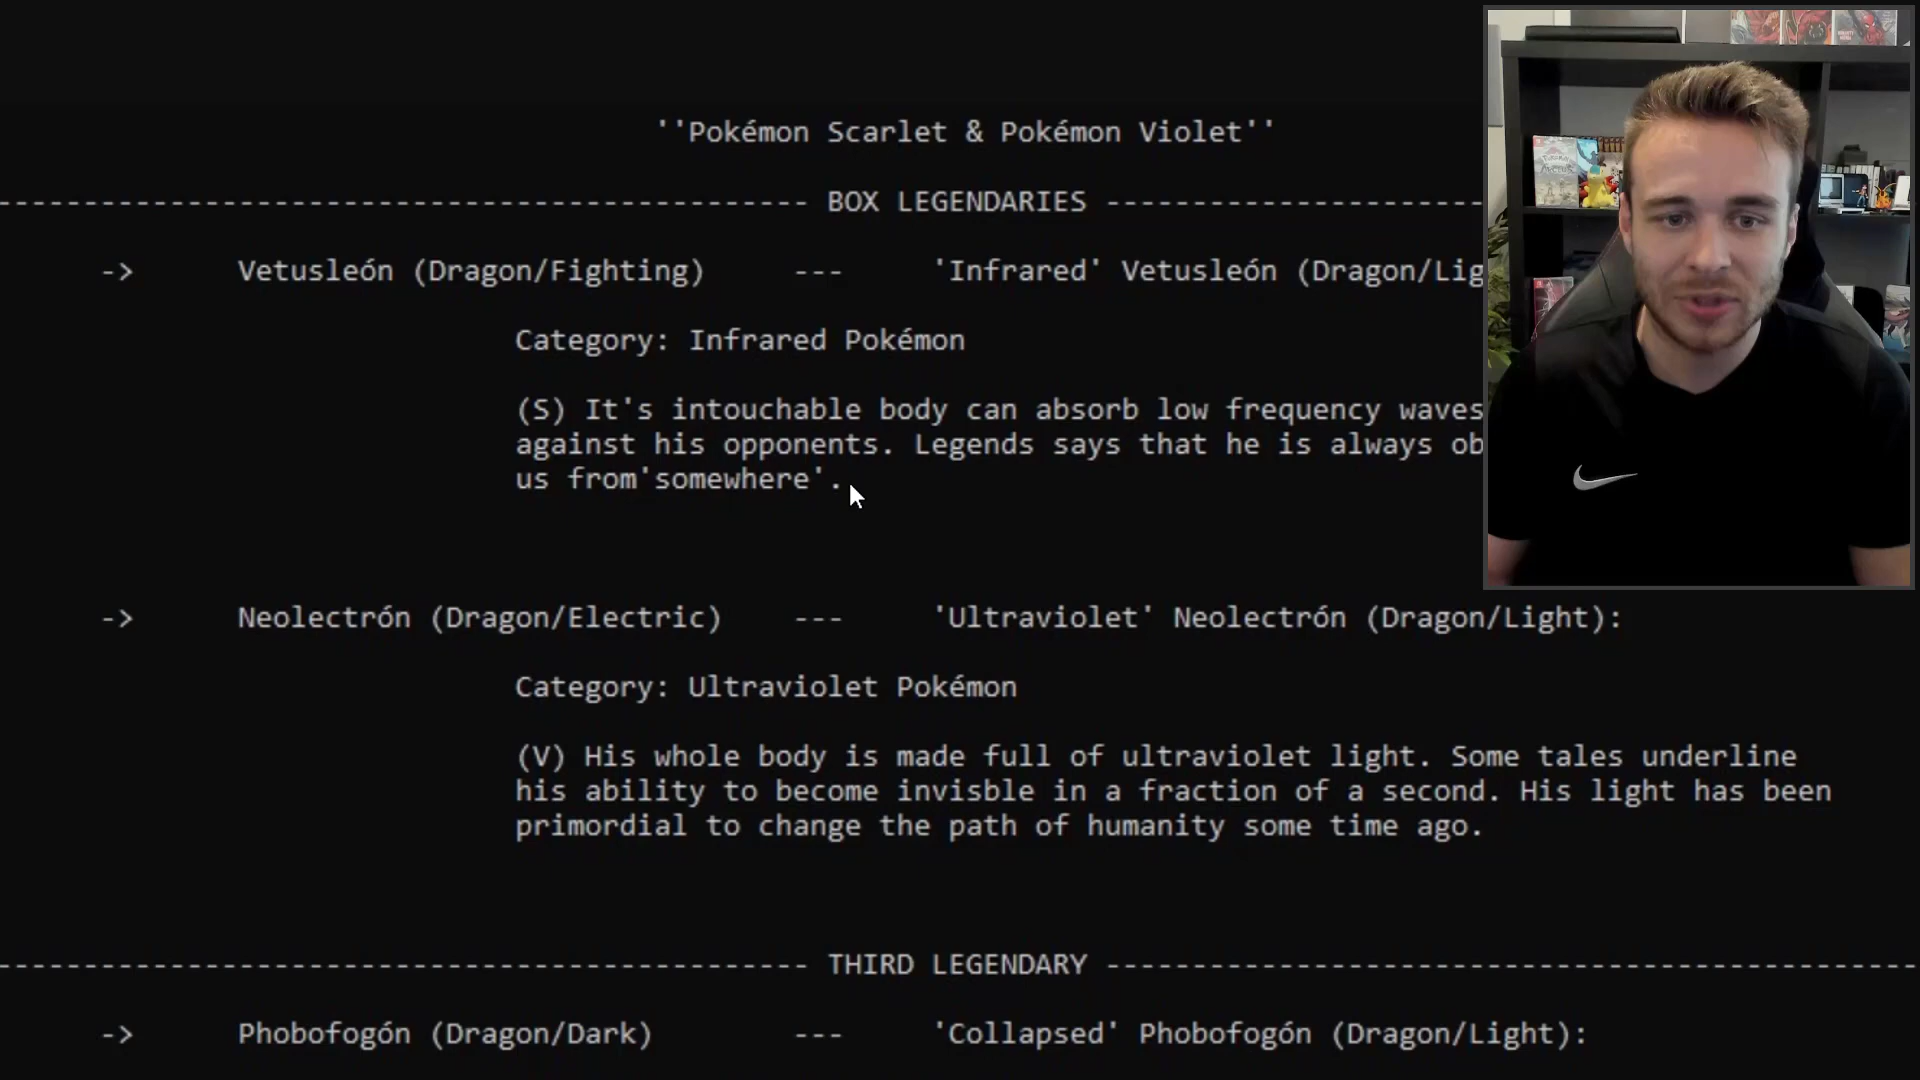 ''Pokémon Scarlet & Pokémon Violet''
BOX LEGENDARIES
-> Vetusleón (Dragon/Fighting) --- 'Infrared' Vetusleón (Dragon/Lig
Category: Infrared Pokémon
(S) It's intouchable body can absorb low frequency waves
against his opponents. Legends says that he is always ob
us from'somewhere'.
-> Neolectrón (Dragon/Electric) --- 'Ultraviolet' Neolectrón (Dragon/Light):
Category: Ultraviolet Pokémon
(V) His whole body is made full of ultraviolet light. Some tales underline
his ability to become invisble in a fraction of a second. His light has been
primordial to change the path of humanity some time ago.
THIRD LEGENDARY
-> Phobofogón (Dragon/Dark) --- 'Collapsed' Phobofogón (Dragon/Light):